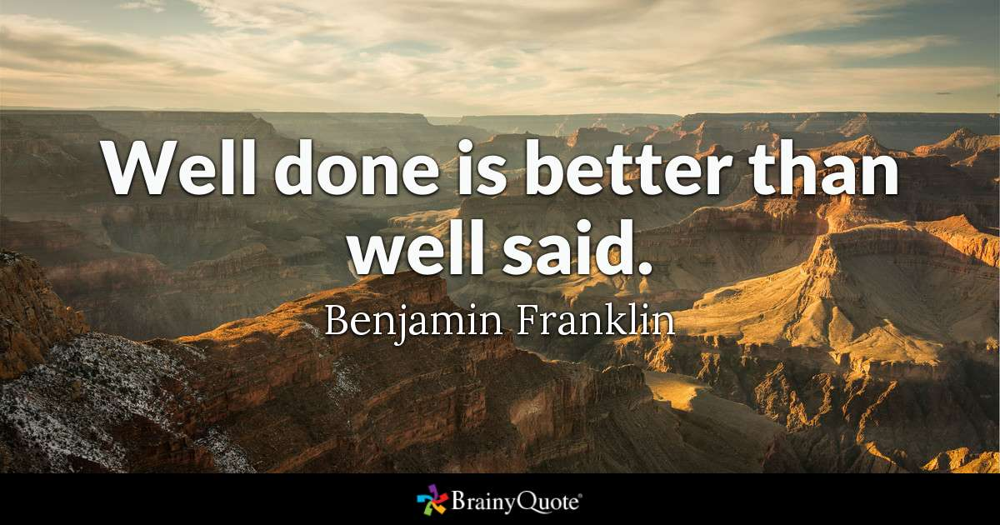 Well done is better than
well said.
Benjamin Franklin
BrainyQuote®